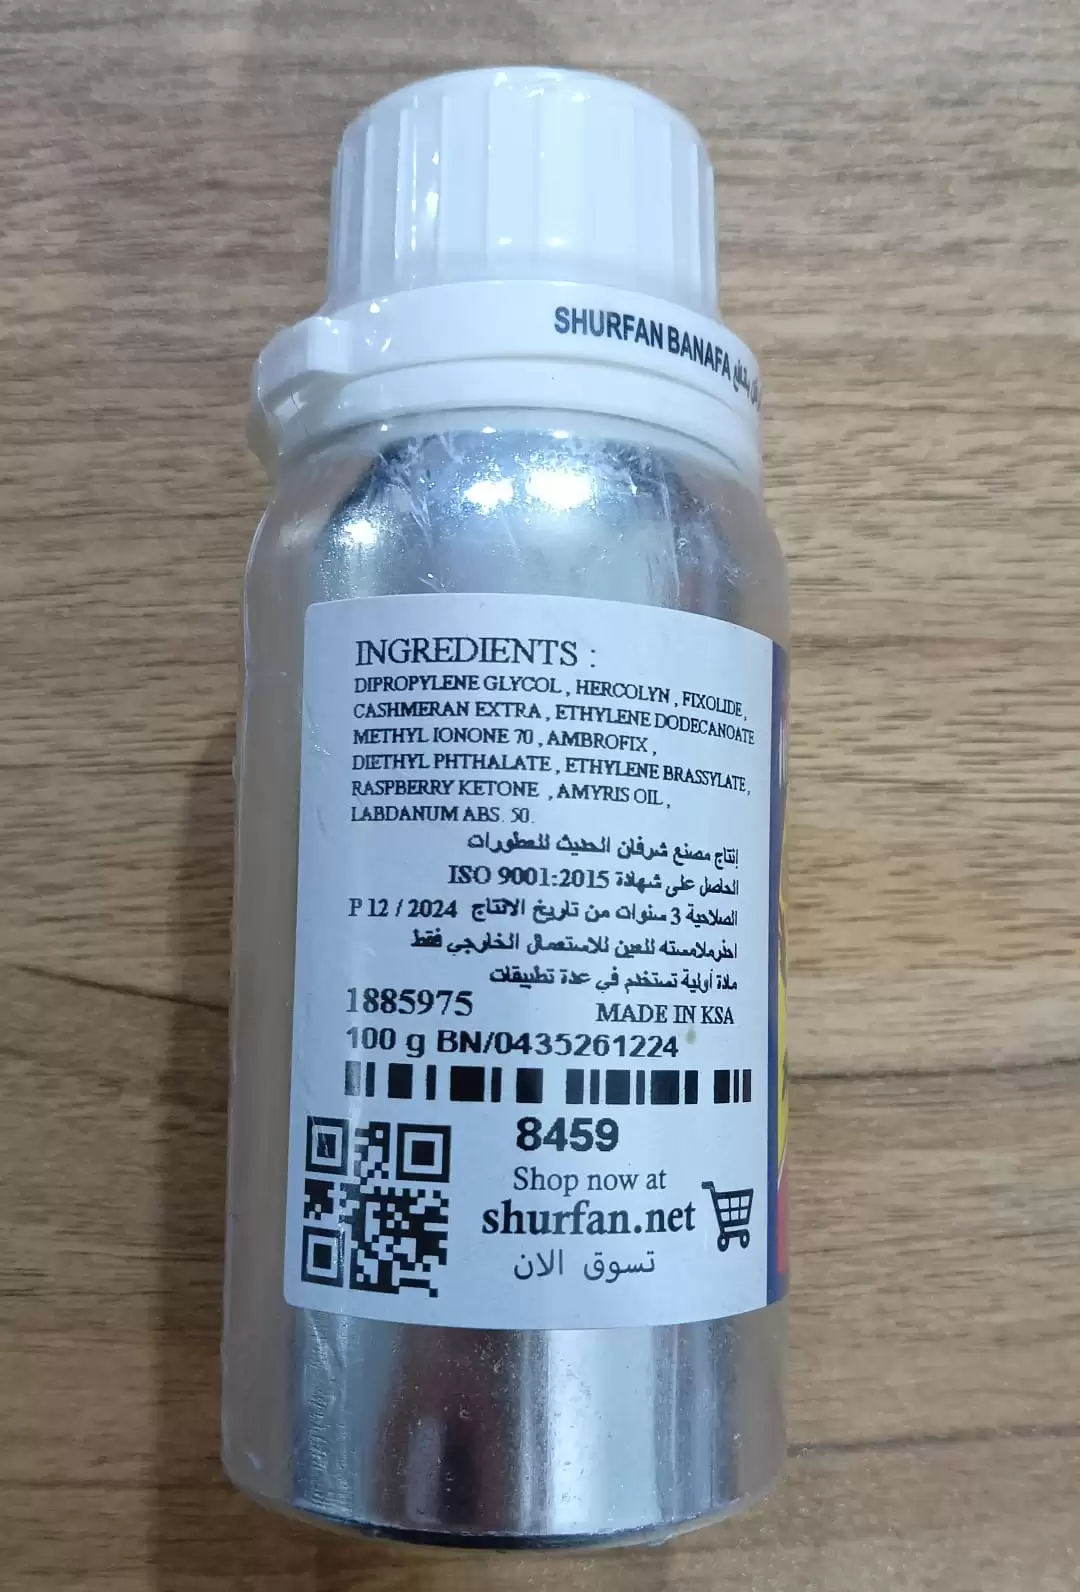 SHURFAN BANAFA
INGREDIENTS :
DIPROPYLENE GLYCOL , HERCOLYN , FIXOLIDE,
CASHMERAN EXTRA , ETHYLENE DODECANOATE
METHYL IONONE 70 , AMBROFIX ,
DIETHYL PHTHALATE , ETHYLENE BRASSYLATE,
RASPBERRY KETONE , AMYRIS OIL ,
LABDANUM ABS. 50.
إنتاج مصنع شرفان الحديث للعطورات
الحاصل على شهادة ISO 9001:2015
الصلاحية 3 سنوات من تاريخ الانتاج P 12 / 2024
احذر ملامسته للعين للاستعمال الخارجي فقط
مادة أولية تستخدم في عدة تطبيقات
1885975 MADE IN KSA
100 g BN/0435261224
8459
Shop now at
shurfan.net
تسوق الان